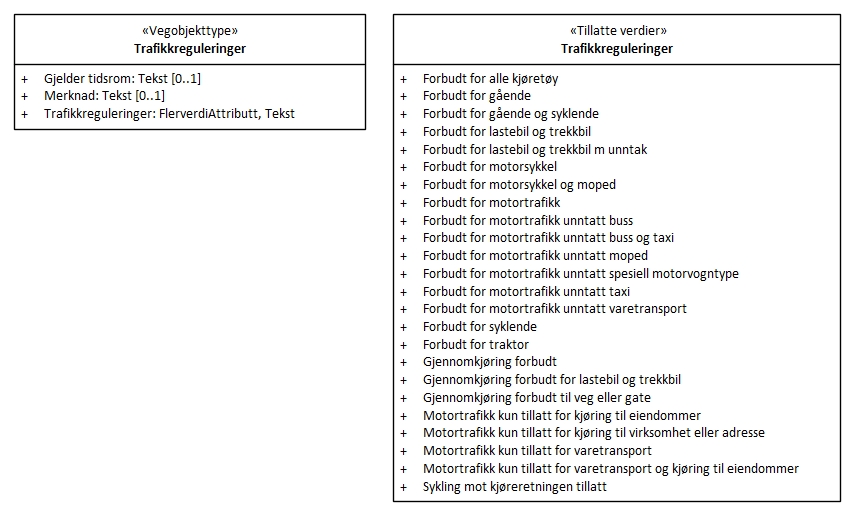 «Vegobjekttype»
Trafikkreguleringer
+ Gjelder tidsrom: Tekst [0..1]
+ Merknad: Tekst [0..1]
+ Trafikkreguleringer: FlerverdiAttributt, Tekst
«Tillatte verdier»
Trafikkreguleringer
+ Forbudt for alle kjøretøy
+ Forbudt for gående
+ Forbudt for gående og syklende
+ Forbudt for lastebil og trekkbil
+ Forbudt for lastebil og trekkbil m unntak
+ Forbudt for motorsykkel
+ Forbudt for motorsykkel og moped
+ Forbudt for motortrafikk
+ Forbudt for motortrafikk unntatt buss
+ Forbudt for motortrafikk unntatt buss og taxi
+ Forbudt for motortrafikk unntatt moped
+ Forbudt for motortrafikk unntatt spesiell motorvogntype
+ Forbudt for motortrafikk unntatt taxi
+ Forbudt for motortrafikk unntatt varetransport
+ Forbudt for syklende
+ Forbudt for traktor
+ Gjennomkjøring forbudt
+ Gjennomkjøring forbudt for lastebil og trekkbil
+ Gjennomkjøring forbudt til veg eller gate
+ Motortrafikk kun tillatt for kjøring til eiendommer
+ Motortrafikk kun tillatt for kjøring til virksomhet eller adresse
+ Motortrafikk kun tillatt for varetransport
+ Motortrafikk kun tillatt for varetransport og kjøring til eiendommer
+ Sykling mot kjøreretningen tillatt